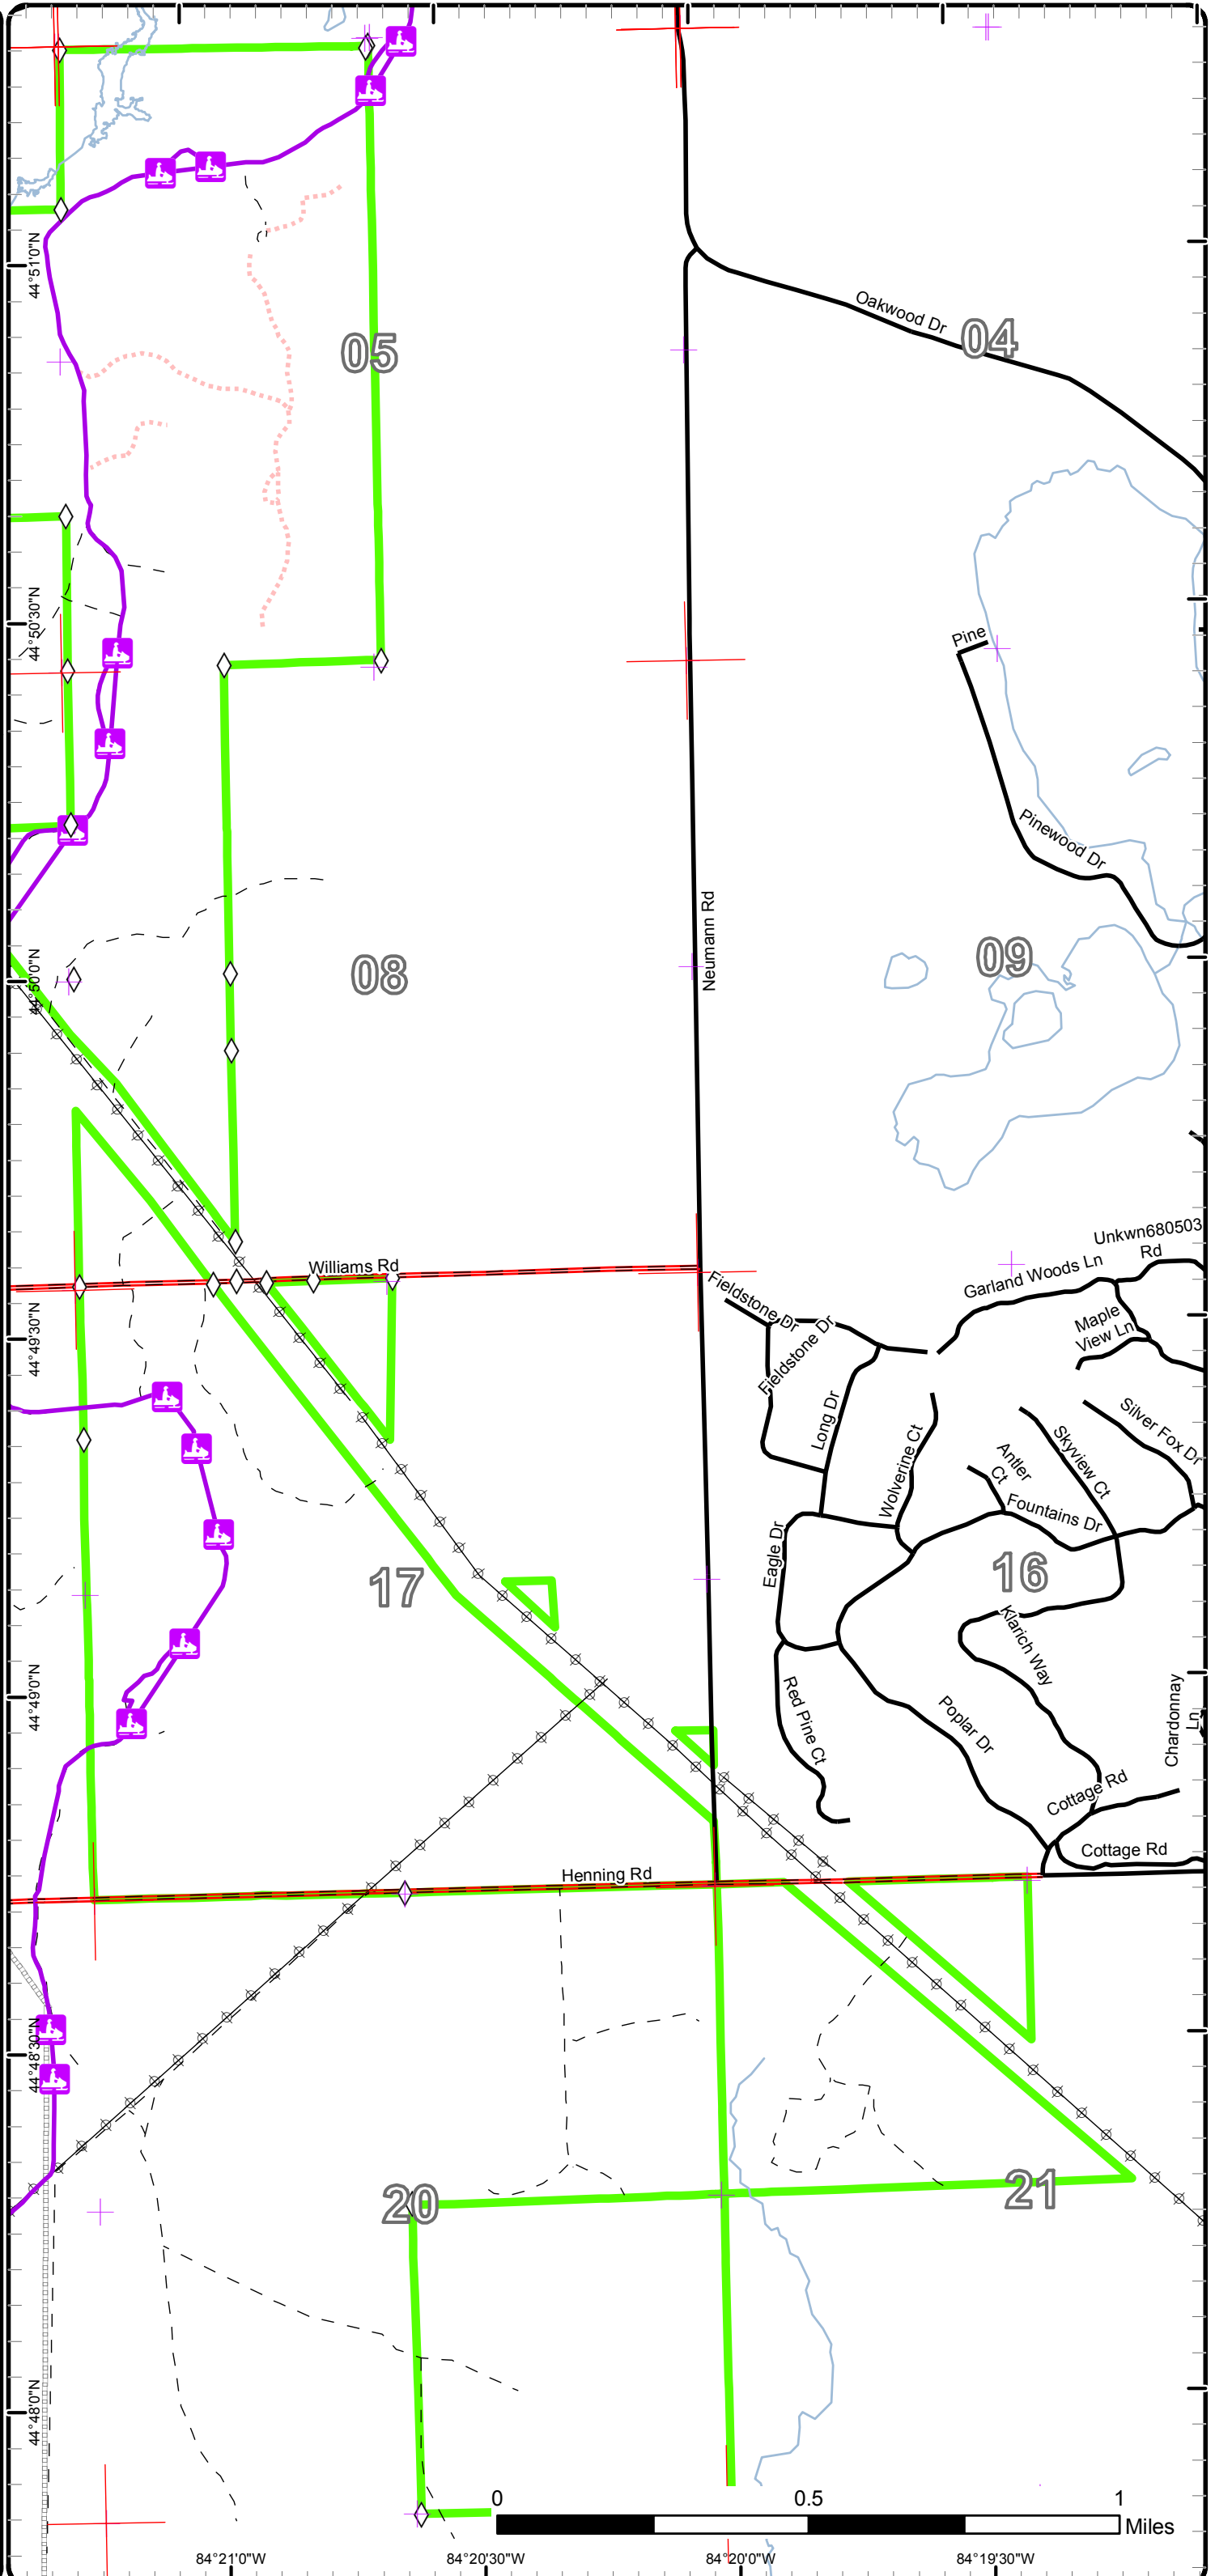 44°51'0"N
05
Oakwood Dr
04
44°50'30"N
Pine
Pinewood Dr
Neumann Rd
44°50'0"N
08
09
Unkwn680503
Rd
Williams Rd
Garland Woods Ln
Fieldstone Dr
Fieldstone Dr
Maple
View Ln
44°49'30"N
Long Dr
Wolverine Ct
Antler
Ct
Skyview Ct
Silver Fox Dr
Fountains Dr
Eagle Dr
17
16
Klarich Way
44°49'0"N
Red Pine Ct
Poplar Dr
Chardonnay
Ln
Cottage Rd
Cottage Rd
Henning Rd
44°48'30"N
20
21
44°48'0"N
0 0.5 1
Miles
84°21'0"W 84°20'30"W 84°20'0"W 84°19'30"W